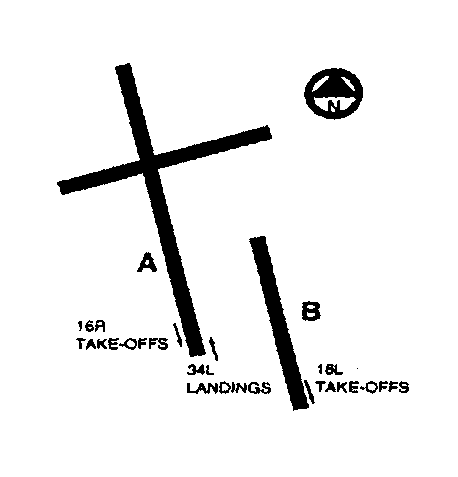 N
A
B
16R
TAKE-OFFS
34L
LANDINGS
16L
TAKE-OFFS